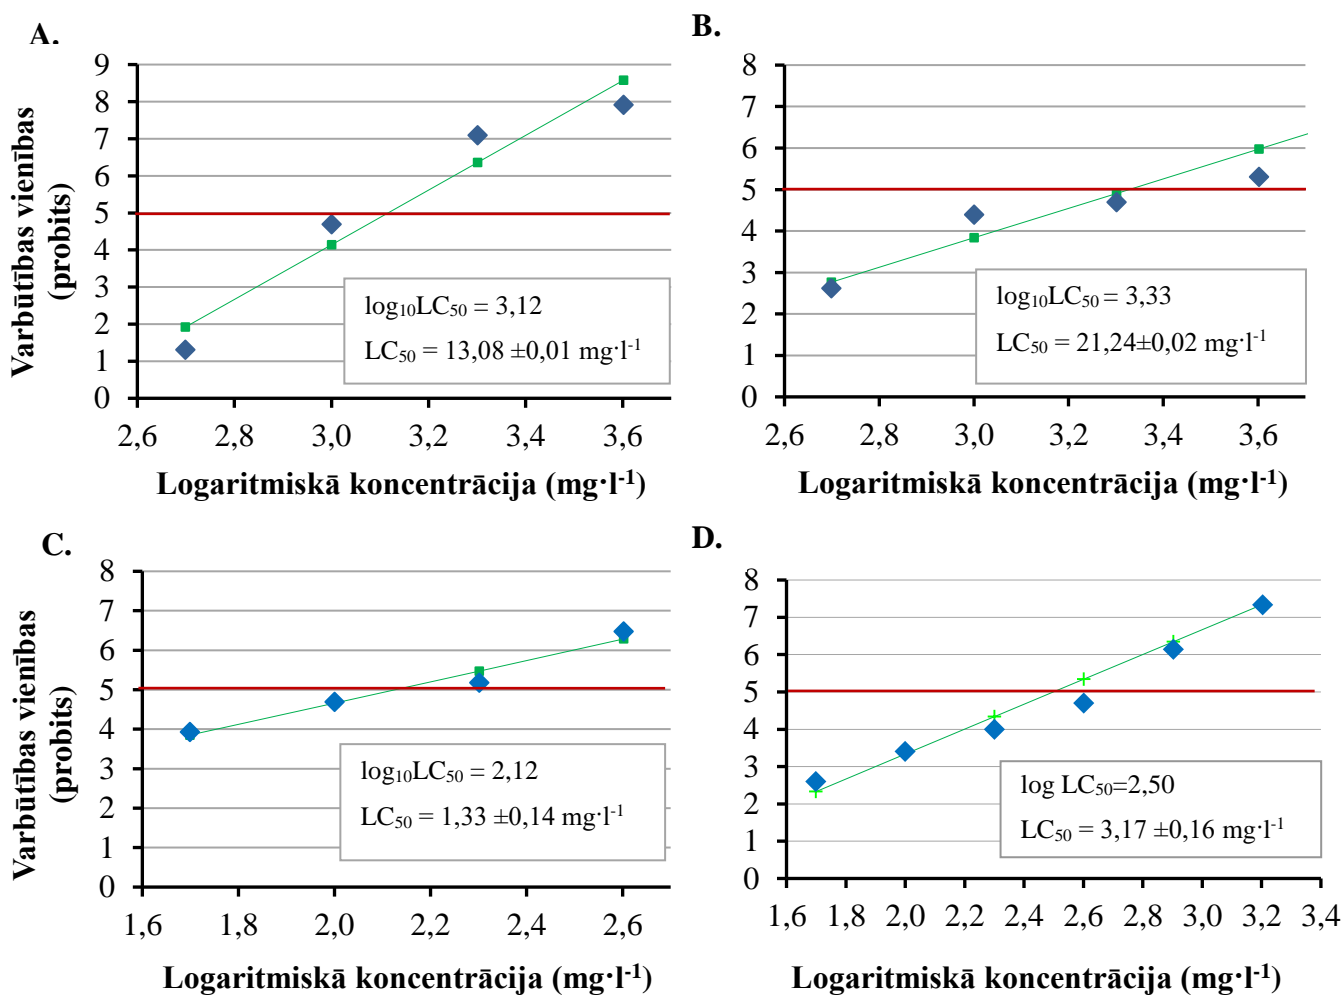 A.
9
8
7
6
5
4
3
2
1
0
2,6 2,8 3,0 3,2 3,4 3,6
Varbūtības vienības
(probits)
Logaritmiskā koncentrācija (mg·l-1)
log10LC50 = 3,12
LC50 = 13,08 ±0,01 mg·l-1
B.
8
7
6
5
4
3
2
1
0
2,6 2,8 3,0 3,2 3,4 3,6
Logaritmiskā koncentrācija (mg·l-1)
log10LC50 = 3,33
LC50 = 21,24±0,02 mg·l-1
C.
8
7
6
5
4
3
2
1
0
1,6 1,8 2,0 2,2 2,4 2,6
Varbūtības vienības
(probits)
Logaritmiskā koncentrācija (mg·l-1)
log10LC50 = 2,12
LC50 = 1,33 ±0,14 mg·l-1
D.
8
7
6
5
4
3
2
1
0
1,6 1,8 2,0 2,2 2,4 2,6 2,8 3,0 3,2 3,4
Logaritmiskā koncentrācija (mg·l-1)
log LC50=2,50
LC50 = 3,17 ±0,16 mg·l-1